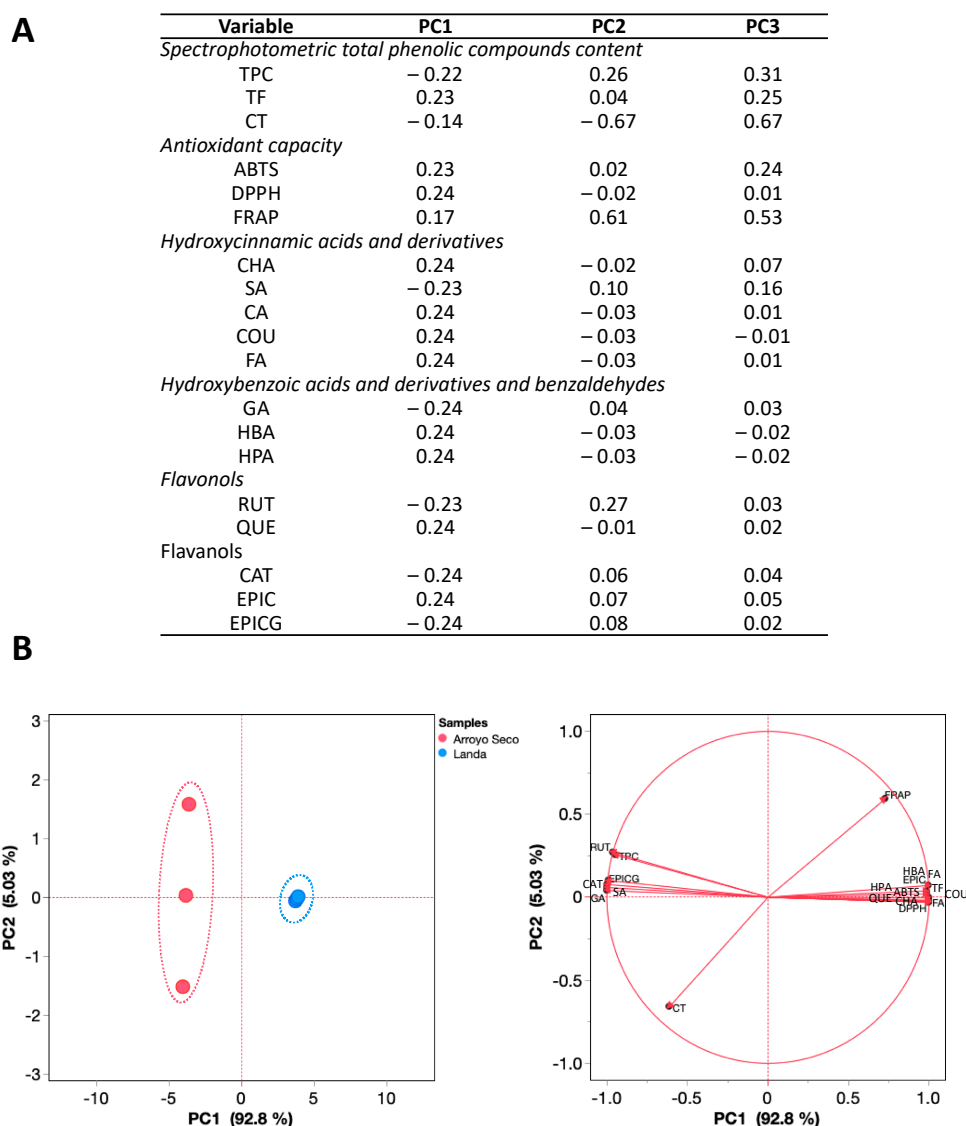 A
Variable PC1 PC2 PC3
Spectrophotometric total phenolic compounds content
TPC – 0.22 0.26 0.31
TF 0.23 0.04 0.25
CT – 0.14 – 0.67 0.67
Antioxidant capacity
ABTS 0.23 0.02 0.24
DPPH 0.24 – 0.02 0.01
FRAP 0.17 0.61 0.53
Hydroxycinnamic acids and derivatives
CHA 0.24 – 0.02 0.07
SA – 0.23 0.10 0.16
CA 0.24 – 0.03 0.01
COU 0.24 – 0.03 – 0.01
FA 0.24 – 0.03 0.01
Hydroxybenzoic acids and derivatives and benzaldehydes
GA – 0.24 0.04 0.03
HBA 0.24 – 0.03 – 0.02
HPA 0.24 – 0.03 – 0.02
Flavonols
RUT – 0.23 0.27 0.03
QUE 0.24 – 0.01 0.02
Flavanols
CAT – 0.24 0.06 0.04
EPIC 0.24 0.07 0.05
EPICG – 0.24 0.08 0.02
B
3
2
1
0
-1
-2
-3
PC2 (5.03 %)
-10 -5 0 5 10
PC1 (92.8 %)
Samples
Arroyo Seco
Landa
1.0
0.5
0
-0.5
-1.0
PC2 (5.03 %)
FRAP
RUT
TPC
EPICG
CAT
SA
GA
HBA FA
EPIC
HPA
ABTS
TF
COU
QUE
CHA
FA
DPPH
CT
-1.0 -0.5 0 0.5 1.0
PC1 (92.8 %)